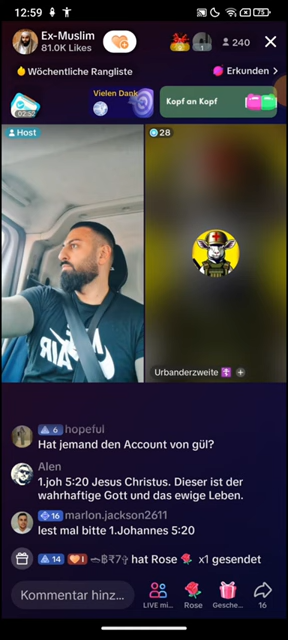 12:59
75
Ex-Muslim
81.0K Likes
1
240
Wöchentliche Rangliste
Erkunden >
02:52
Vielen Dank
Kopf an Kopf
Host
28
Urbanderzweite
6 hopeful
Hat jemand den Account von gül?
Alen
1.joh 5:20 Jesus Christus. Dieser ist der
wahrhaftige Gott und das ewige Leben.
16 marlon.jackson2611
lest mal bitte 1.Johannes 5:20
14 hat Rose x1 gesendet
Kommentar hinz...
LIVE mi...
Rose
Gesche...
16